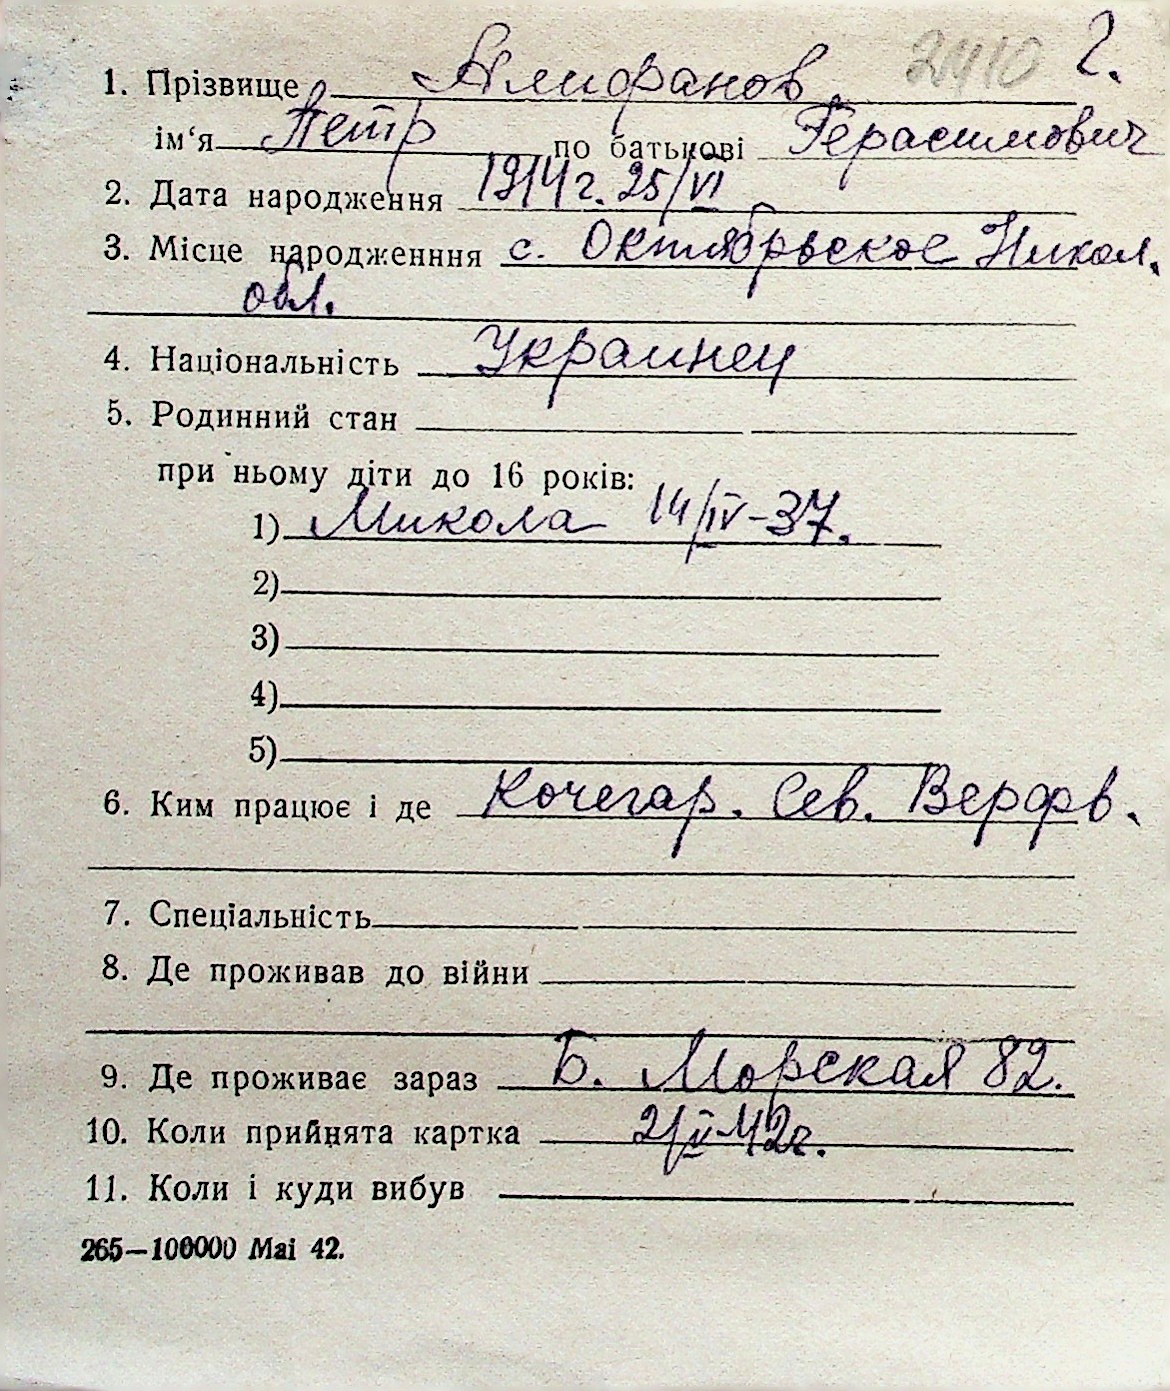 2410 2.
1. Прізвище Алифанов
ім'я Петр по батькові Герасимович
2. Дата народження 1914 г. 25/VI
3. Місце народженння с. Октябрьское Никол.
обл.
4. Національність Украинец
5. Родинний стан
при ньому діти до 16 років:
1) Микола 14/IV-37.
2)
3)
4)
5)
6. Ким працює і де Кочегар. Сев. Верфь.
7. Спеціальність
8. Де проживав до війни
9. Де проживає зараз Б. Морская 82.
10. Коли прийнята картка 2/V-42г.
11. Коли і куди вибув
265—100000 Mai 42.